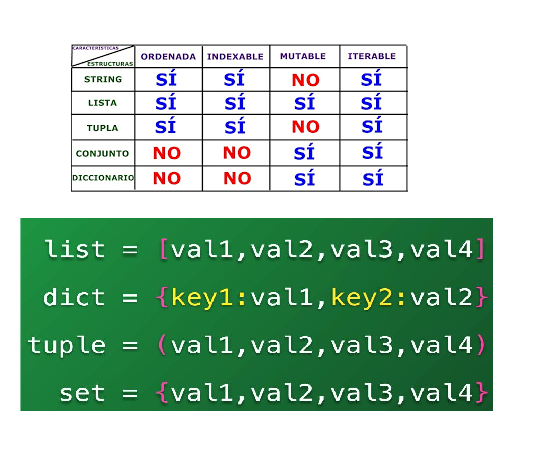 CARACTERÍSTICAS
ESTRUCTURAS
ORDENADA INDEXABLE MUTABLE ITERABLE
STRING SÍ SÍ NO SÍ
LISTA SÍ SÍ SÍ SÍ
TUPLA SÍ SÍ NO SÍ
CONJUNTO NO NO SÍ SÍ
DICCIONARIO NO NO SÍ SÍ
list = [val1,val2,val3,val4]
dict = {key1:val1,key2:val2}
tuple = (val1,val2,val3,val4)
set = {val1,val2,val3,val4}